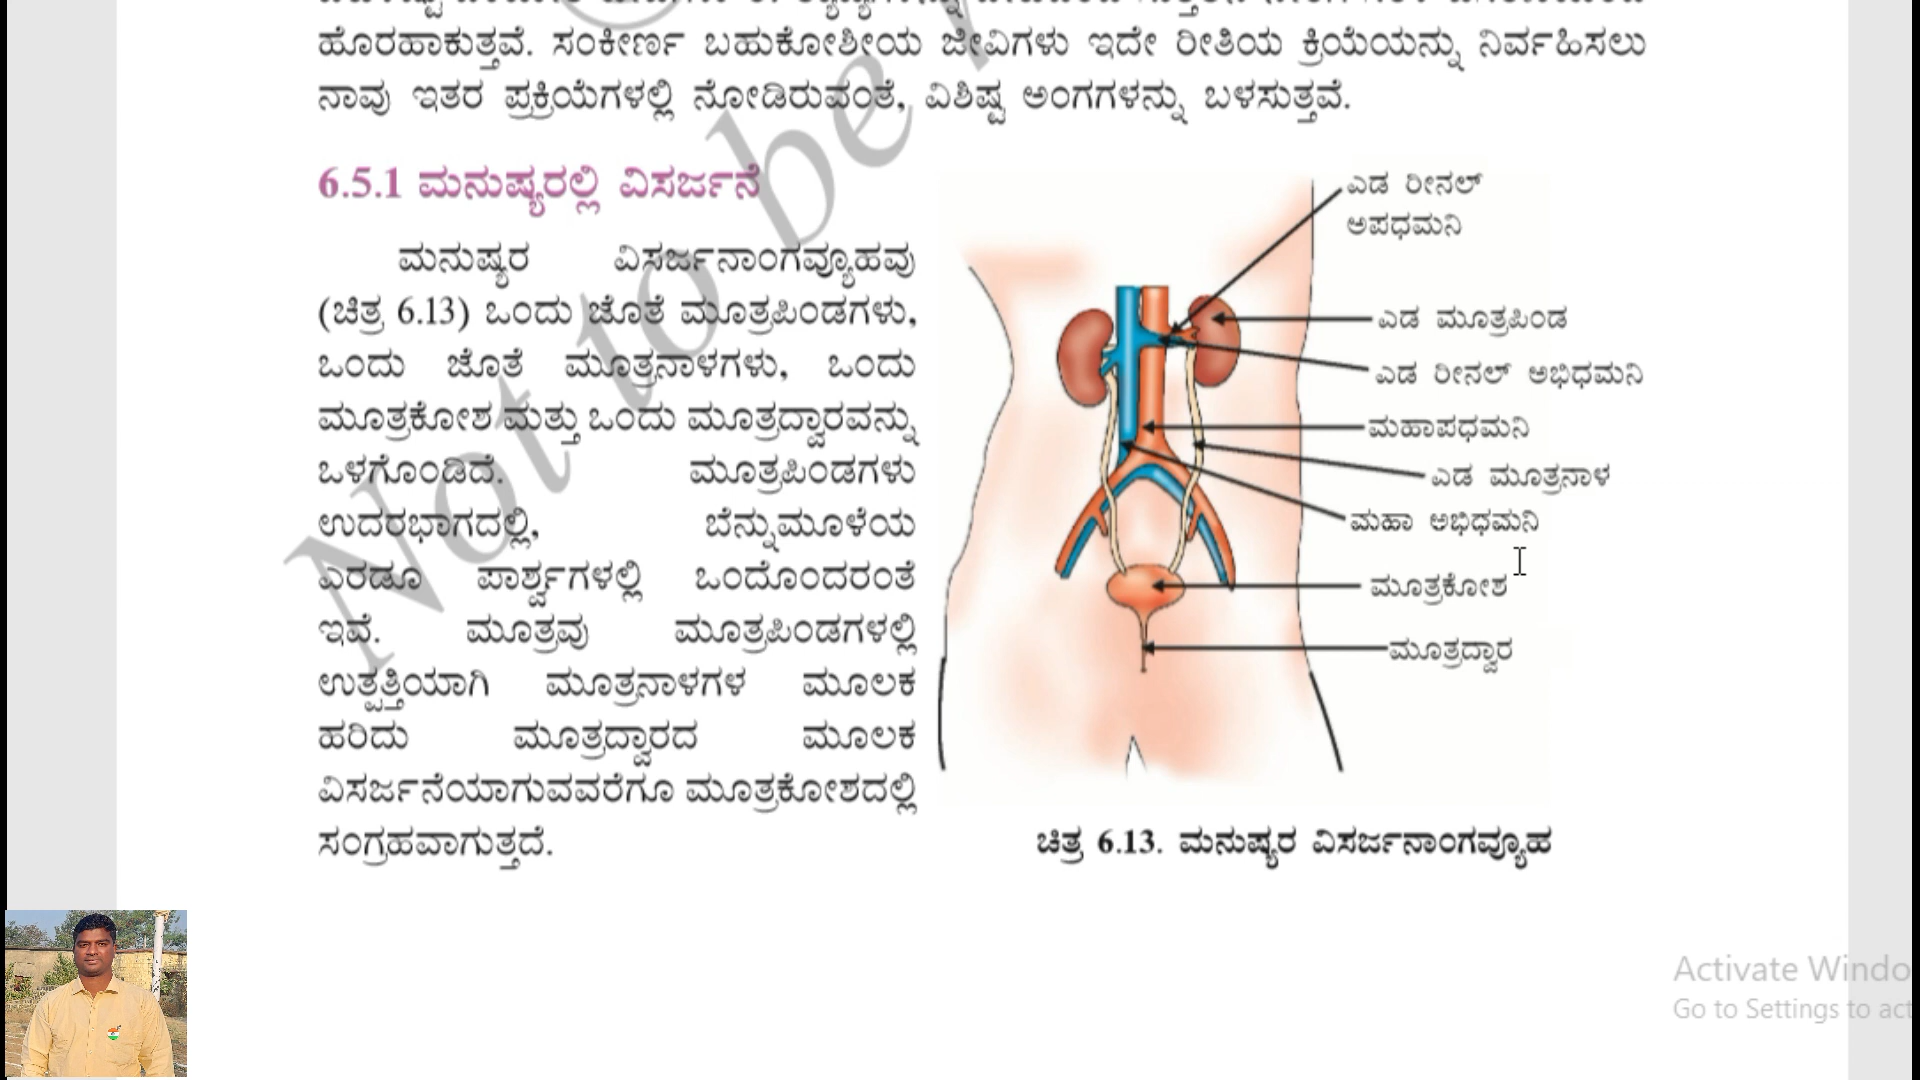 ಹೊರಹಾಕುತ್ತವೆ. ಸಂಕೀರ್ಣ ಬಹುಕೋಶೀಯ ಜೀವಿಗಳು ಇದೇ ರೀತಿಯ ಕ್ರಿಯೆಯನ್ನು ನಿರ್ವಹಿಸಲು
ನಾವು ಇತರ ಪ್ರಕ್ರಿಯೆಗಳಲ್ಲಿ ನೋಡಿರುವಂತೆ, ವಿಶಿಷ್ಟ ಅಂಗಗಳನ್ನು ಬಳಸುತ್ತವೆ.
6.5.1 ಮನುಷ್ಯರಲ್ಲಿ ವಿಸರ್ಜನೆ
ಮನುಷ್ಯರ ವಿಸರ್ಜನಾಂಗವ್ಯೂಹವು
(ಚಿತ್ರ 6.13) ಒಂದು ಜೊತೆ ಮೂತ್ರಪಿಂಡಗಳು,
ಒಂದು ಜೊತೆ ಮೂತ್ರನಾಳಗಳು, ಒಂದು
ಮೂತ್ರಕೋಶ ಮತ್ತು ಒಂದು ಮೂತ್ರದ್ವಾರವನ್ನು
ಒಳಗೊಂಡಿದೆ. ಮೂತ್ರಪಿಂಡಗಳು
ಉದರಭಾಗದಲ್ಲಿ, ಬೆನ್ನುಮೂಳೆಯ
ಎರಡೂ ಪಾರ್ಶ್ವಗಳಲ್ಲಿ ಒಂದೊಂದರಂತೆ
ಇವೆ. ಮೂತ್ರವು ಮೂತ್ರಪಿಂಡಗಳಲ್ಲಿ
ಉತ್ಪತ್ತಿಯಾಗಿ ಮೂತ್ರನಾಳಗಳ ಮೂಲಕ
ಹರಿದು ಮೂತ್ರದ್ವಾರದ ಮೂಲಕ
ವಿಸರ್ಜನೆಯಾಗುವವರೆಗೂ ಮೂತ್ರಕೋಶದಲ್ಲಿ
ಸಂಗ್ರಹವಾಗುತ್ತದೆ.
ಎಡ ರೀನಲ್
ಅಪಧಮನಿ
ಎಡ ಮೂತ್ರಪಿಂಡ
ಎಡ ರೀನಲ್ ಅಭಿಧಮನಿ
ಮಹಾಪಧಮನಿ
ಎಡ ಮೂತ್ರನಾಳ
ಮಹಾ ಅಭಿಧಮನಿ
ಮೂತ್ರಕೋಶ
ಮೂತ್ರದ್ವಾರ
ಚಿತ್ರ 6.13. ಮನುಷ್ಯರ ವಿಸರ್ಜನಾಂಗವ್ಯೂಹ
Not to be
Activate Windo
Go to Settings to act